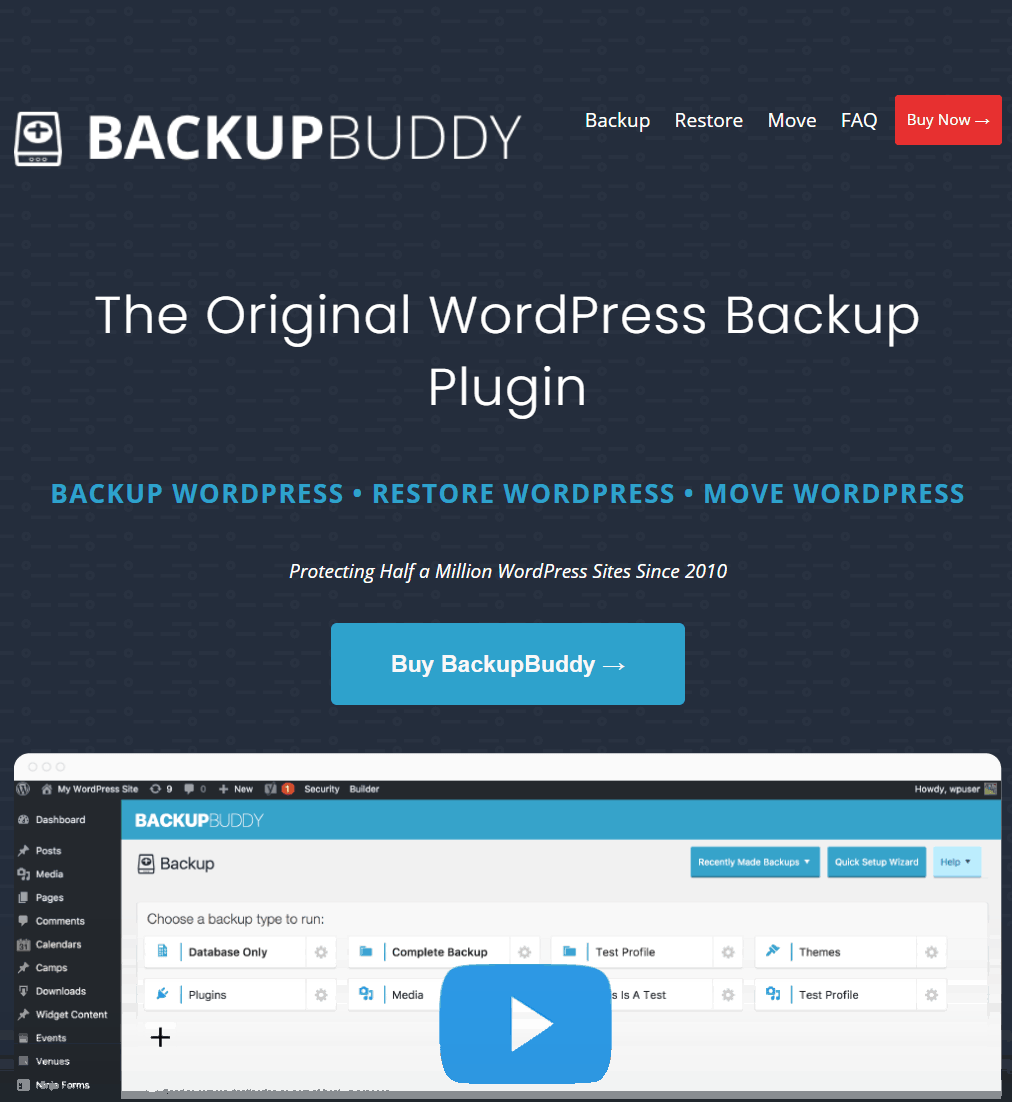 BACKUPBUDDY
Backup Restore Move FAQ Buy Now →
The Original WordPress Backup
Plugin
BACKUP WORDPRESS • RESTORE WORDPRESS • MOVE WORDPRESS
Protecting Half a Million WordPress Sites Since 2010
Buy BackupBuddy →
My WordPress Site 9 0 + New 1 Security Builder Howdy, wpuser
Dashboard
Posts
Media
Pages
Comments
Calendars
Camps
Downloads
Widget Content
Events
Venues
Ninja Forms
BACKUPBUDDY
Backup
Recently Made Backups ▼ Quick Setup Wizard Help ▼
Choose a backup type to run:
Database Only Complete Backup Test Profile Themes
Plugins Media s Is A Test Test Profile